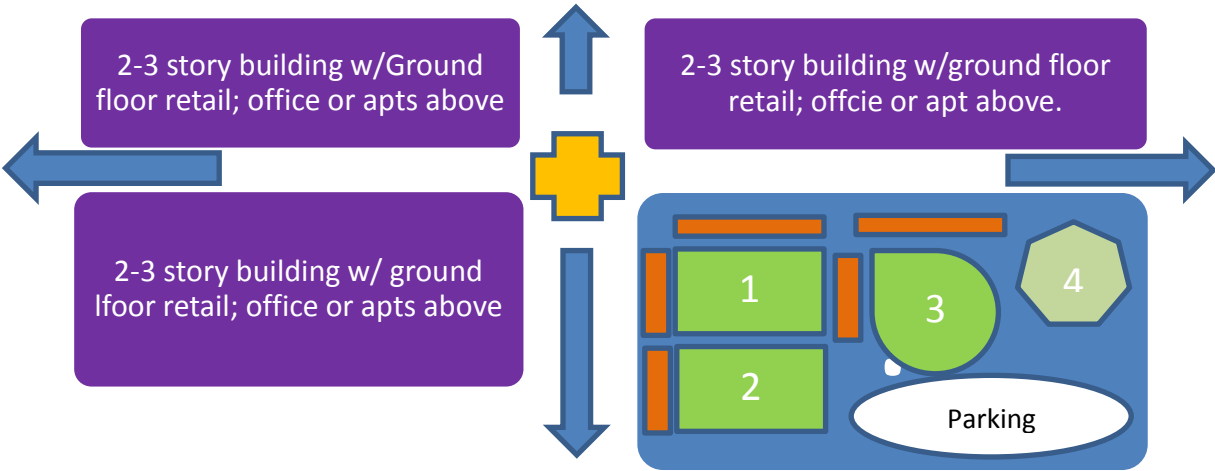 2-3 story building w/Ground
floor retail; office or apts above
2-3 story building w/ground floor
retail; offcie or apt above.
2-3 story building w/ ground
lfoor retail; office or apts above
1
2
3
4
Parking